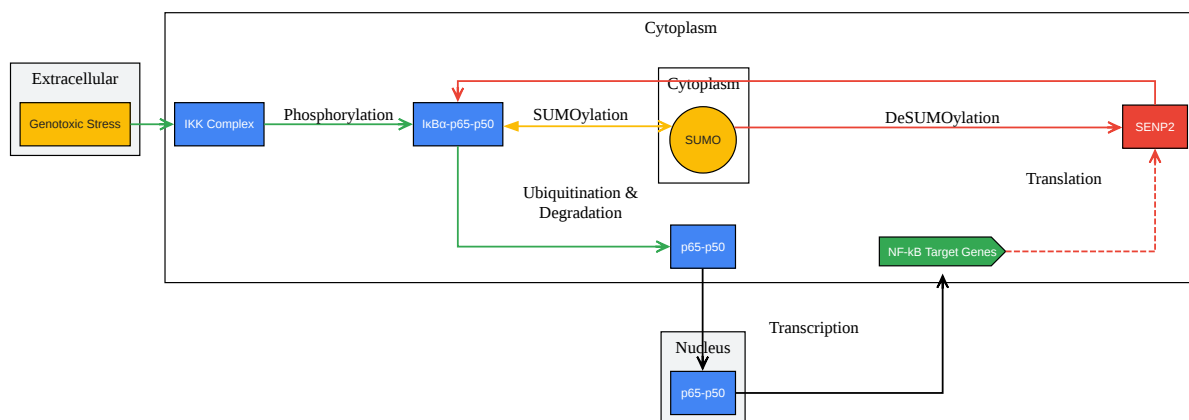 Cytoplasm
Extracellular
Genotoxic Stress
IKK Complex
Phosphorylation
IκBα-p65-p50
SUMOylation
Cytoplasm
SUMO
DeSUMOylation
SENP2
Ubiquitination &
Degradation
Translation
p65-p50
NF-kB Target Genes
Transcription
Nucleus
p65-p50